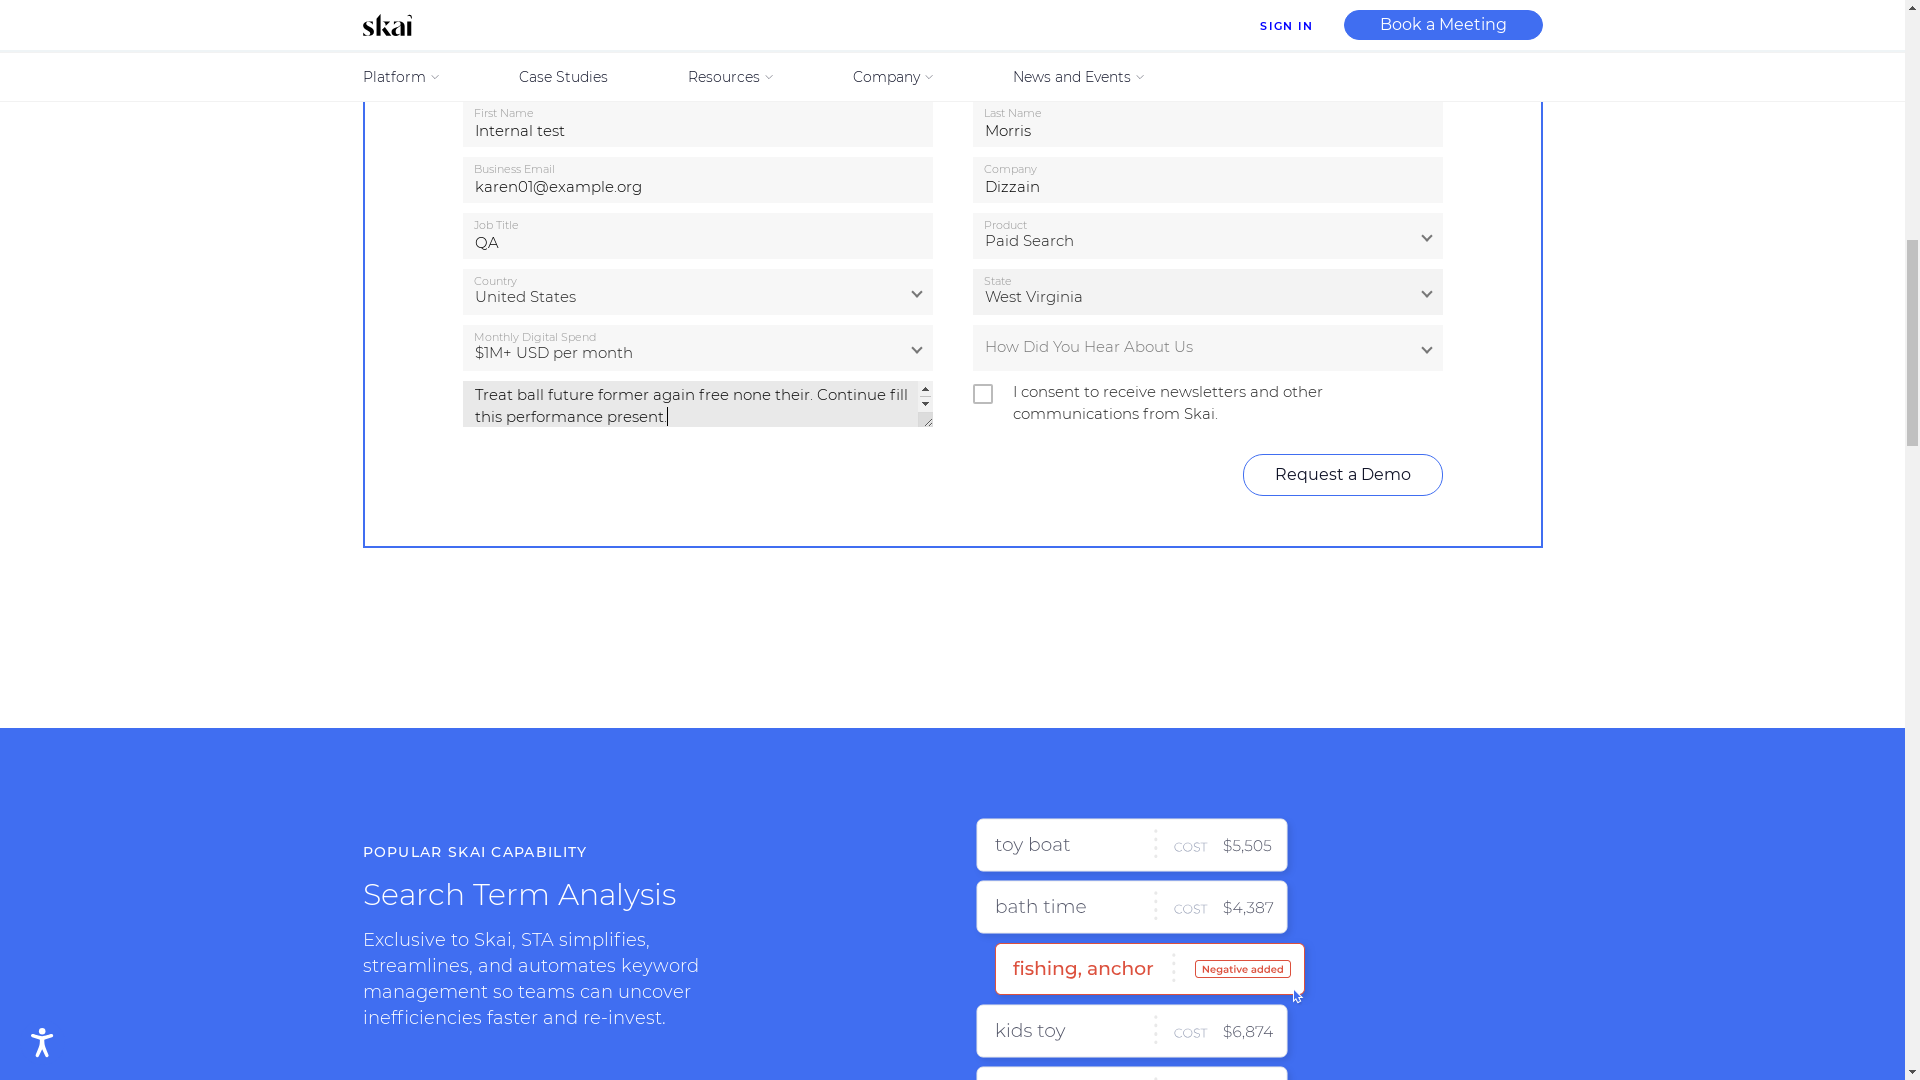 skai
SIGN IN
Book a Meeting
Platform
Case Studies
Resources
Company
News and Events
First Name
Internal test
Last Name
Morris
Business Email
karen01@example.org
Company
Dizzain
Job Title
QA
Product
Paid Search
Country
United States
State
West Virginia
Monthly Digital Spend
$1M+ USD per month
How Did You Hear About Us
Treat ball future former again free none their. Continue fill
this performance present.
I consent to receive newsletters and other
communications from Skai.
Request a Demo
POPULAR SKAI CAPABILITY
Search Term Analysis
Exclusive to Skai, STA simplifies,
streamlines, and automates keyword
management so teams can uncover
inefficiencies faster and re-invest.
toy boat COST $5,505
bath time COST $4,387
fishing, anchor Negative added
kids toy COST $6,874